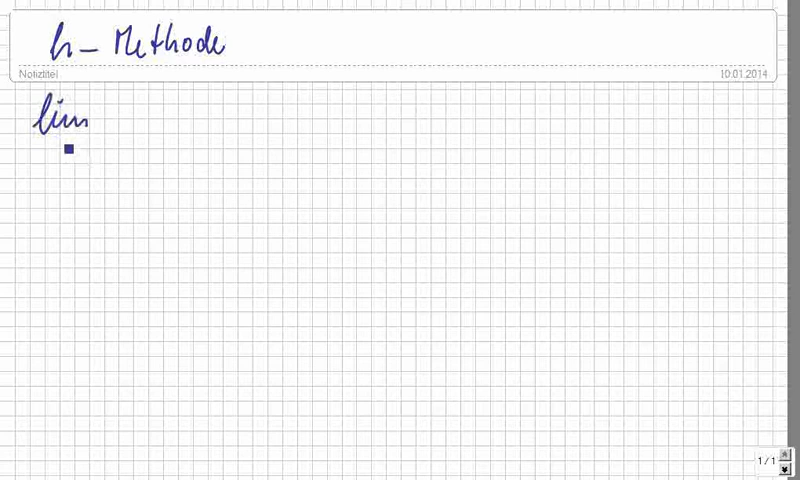 h - Methode
Notiztitel
10.01.2014
lim
1 / 1